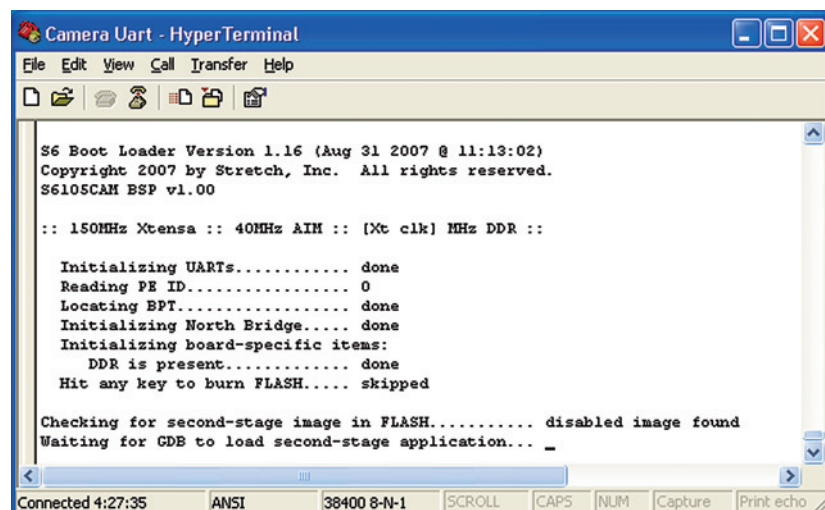 Camera Uart - HyperTerminal
File Edit View Call Transfer Help
S6 Boot Loader Version 1.16 (Aug 31 2007 @ 11:13:02)
Copyright 2007 by Stretch, Inc.  All rights reserved.
S6105CAM BSP v1.00
:: 150MHz Xtensa :: 40MHz AIM :: [Xt clk] MHz DDR ::
Initializing UARTs............ done
Reading PE ID................. 0
Locating BPT.................. done
Initializing North Bridge..... done
Initializing board-specific items:
DDR is present............. done
Hit any key to burn FLASH..... skipped
Checking for second-stage image in FLASH........... disabled image found
Waiting for GDB to load second-stage application... _
Connected 4:27:35 ANSI 38400 8-N-1 SCROLL CAPS NUM Capture Print echo